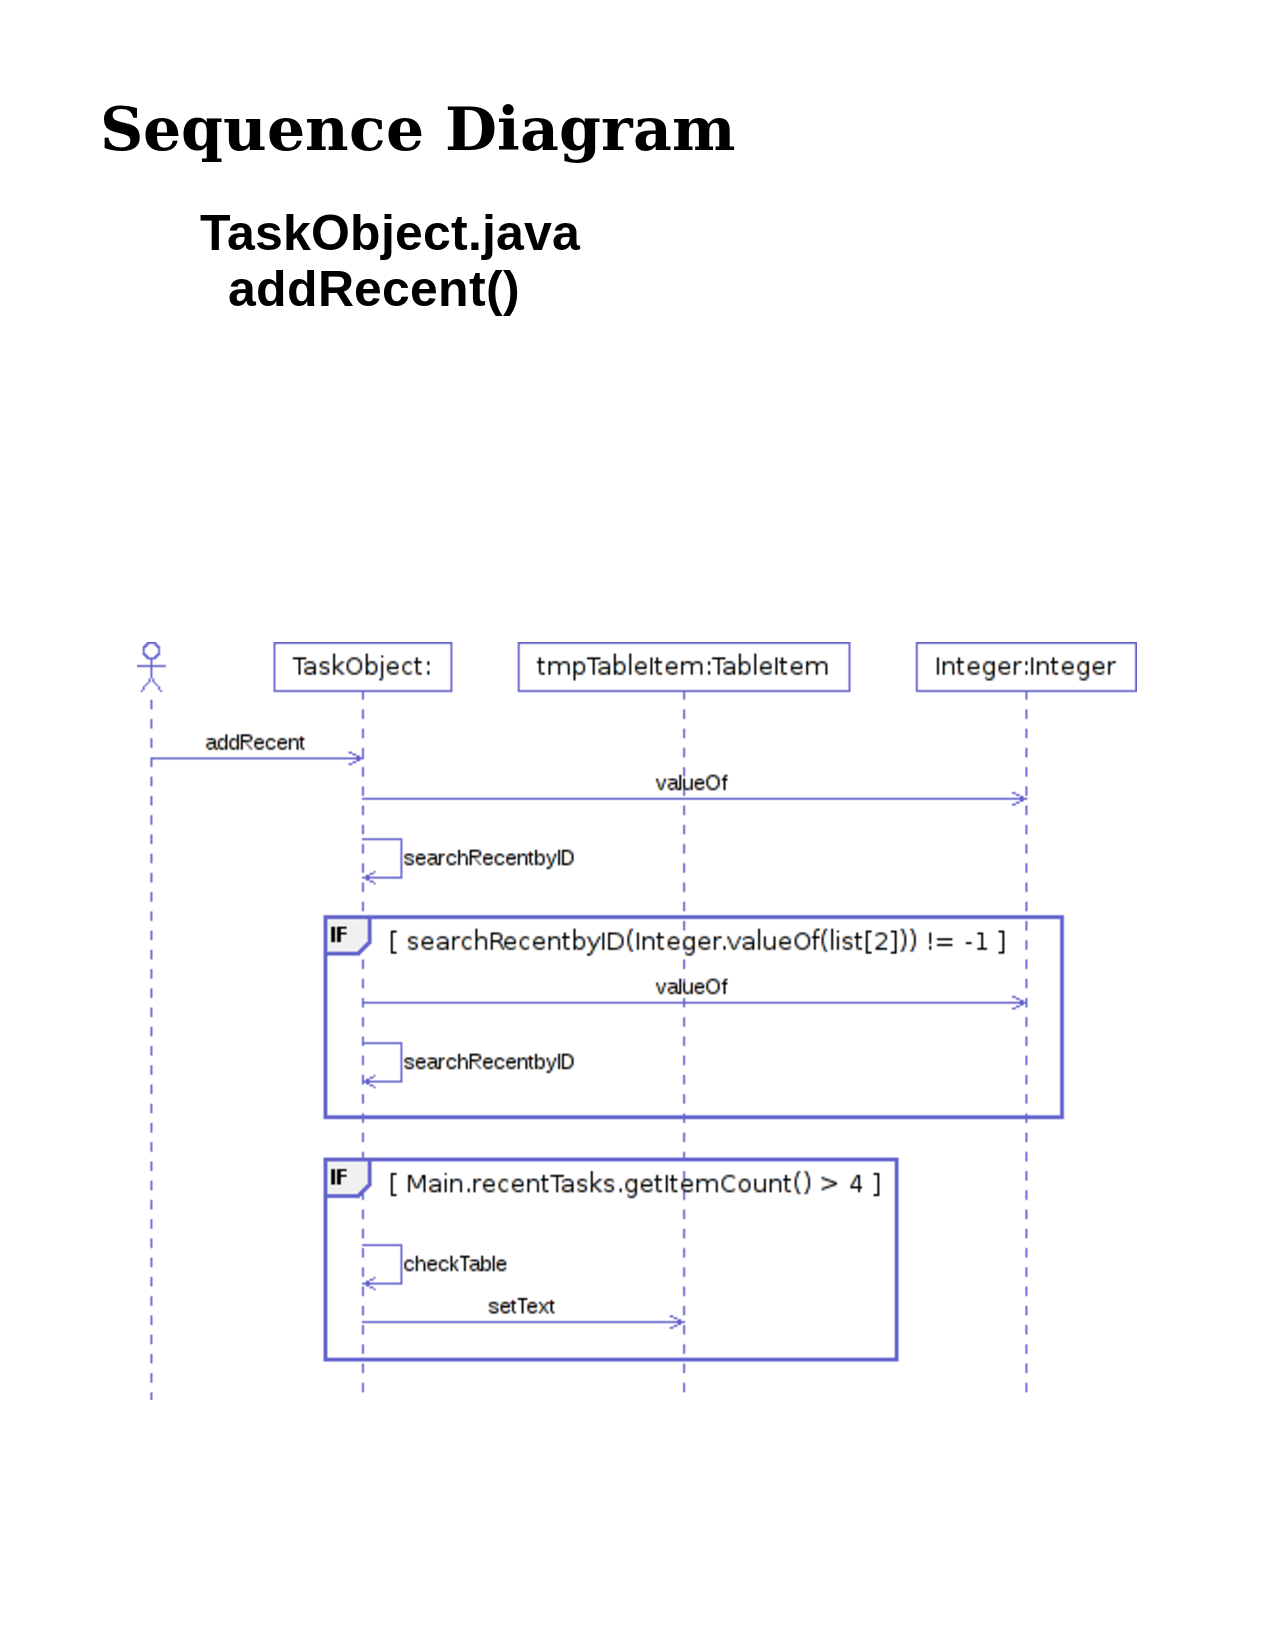 Sequence Diagram
TaskObject.java
addRecent()
TaskObject: tmpTableItem:TableItem Integer:Integer
addRecent
valueOf
searchRecentbyID
IF [ searchRecentbyID(Integer.valueOf(list[2])) != -1 ]
valueOf
searchRecentbyID
IF [ Main.recentTasks.getItemCount() > 4 ]
checkTable
setText